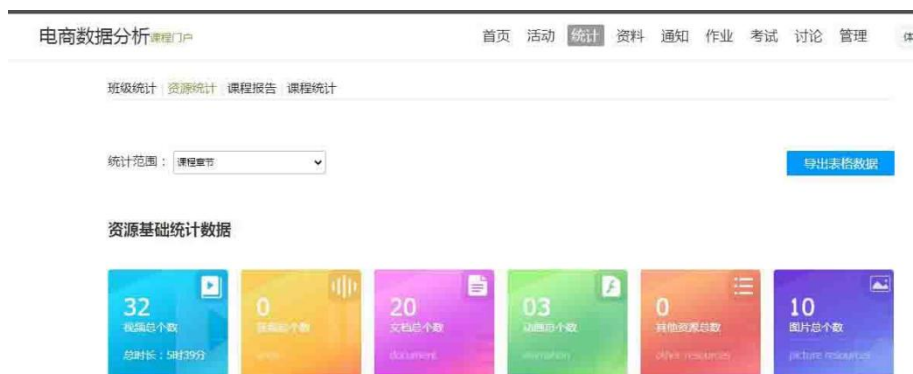 电商数据分析课程门户
首页 活动 统计 资料 通知 作业 考试 讨论 管理 体
班级统计 资源统计 课程报告 课程统计
统计范围： 课程章节
导出表格数据
资源基础统计数据
32
视频总个数
总时长：5时39分
0
音频总个数
20
文档总个数
document
03
动画总个数
animation
0
其他资源总数
other resources
10
图片总个数
picture resources